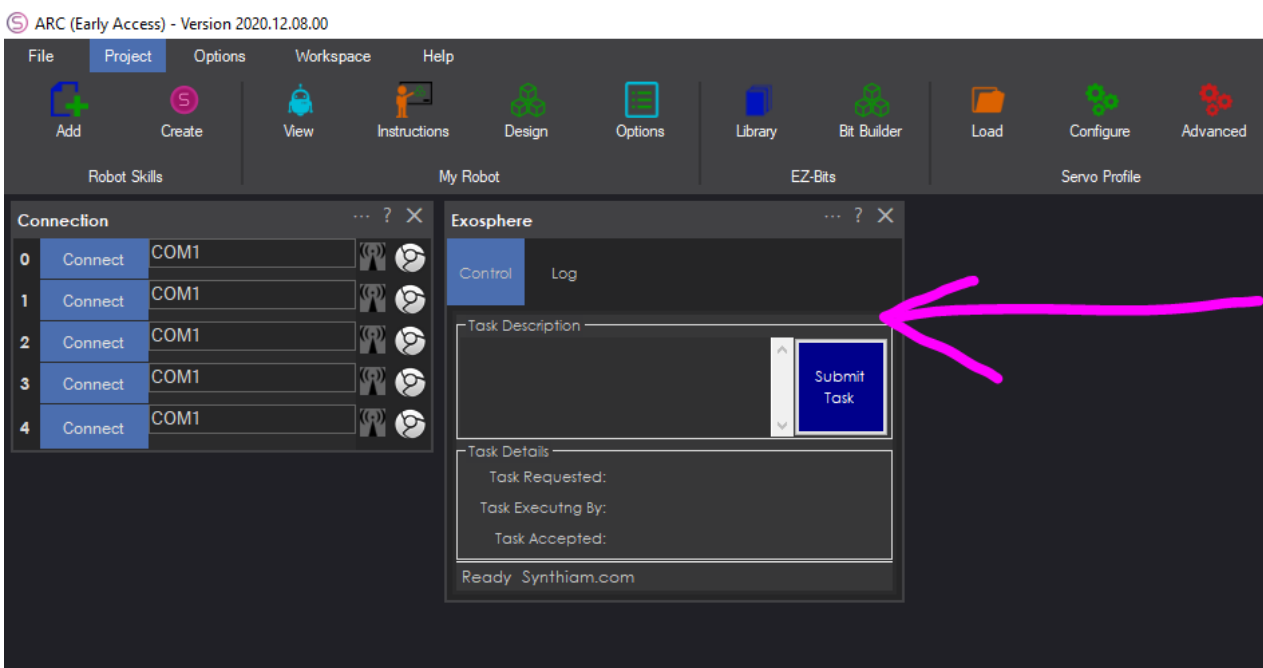 ARC (Early Access) - Version 2020.12.08.00
File Project Options Workspace Help
Add Create View Instructions Design Options Library Bit Builder Load Configure Advanced
Robot Skills My Robot EZ-Bits Servo Profile
Connection ... ? X
0 Connect COM1
1 Connect COM1
2 Connect COM1
3 Connect COM1
4 Connect COM1
Exosphere ... ? X
Control Log
Task Description
Submit
Task
Task Details
Task Requested:
Task Executng By:
Task Accepted:
Ready Synthiam.com